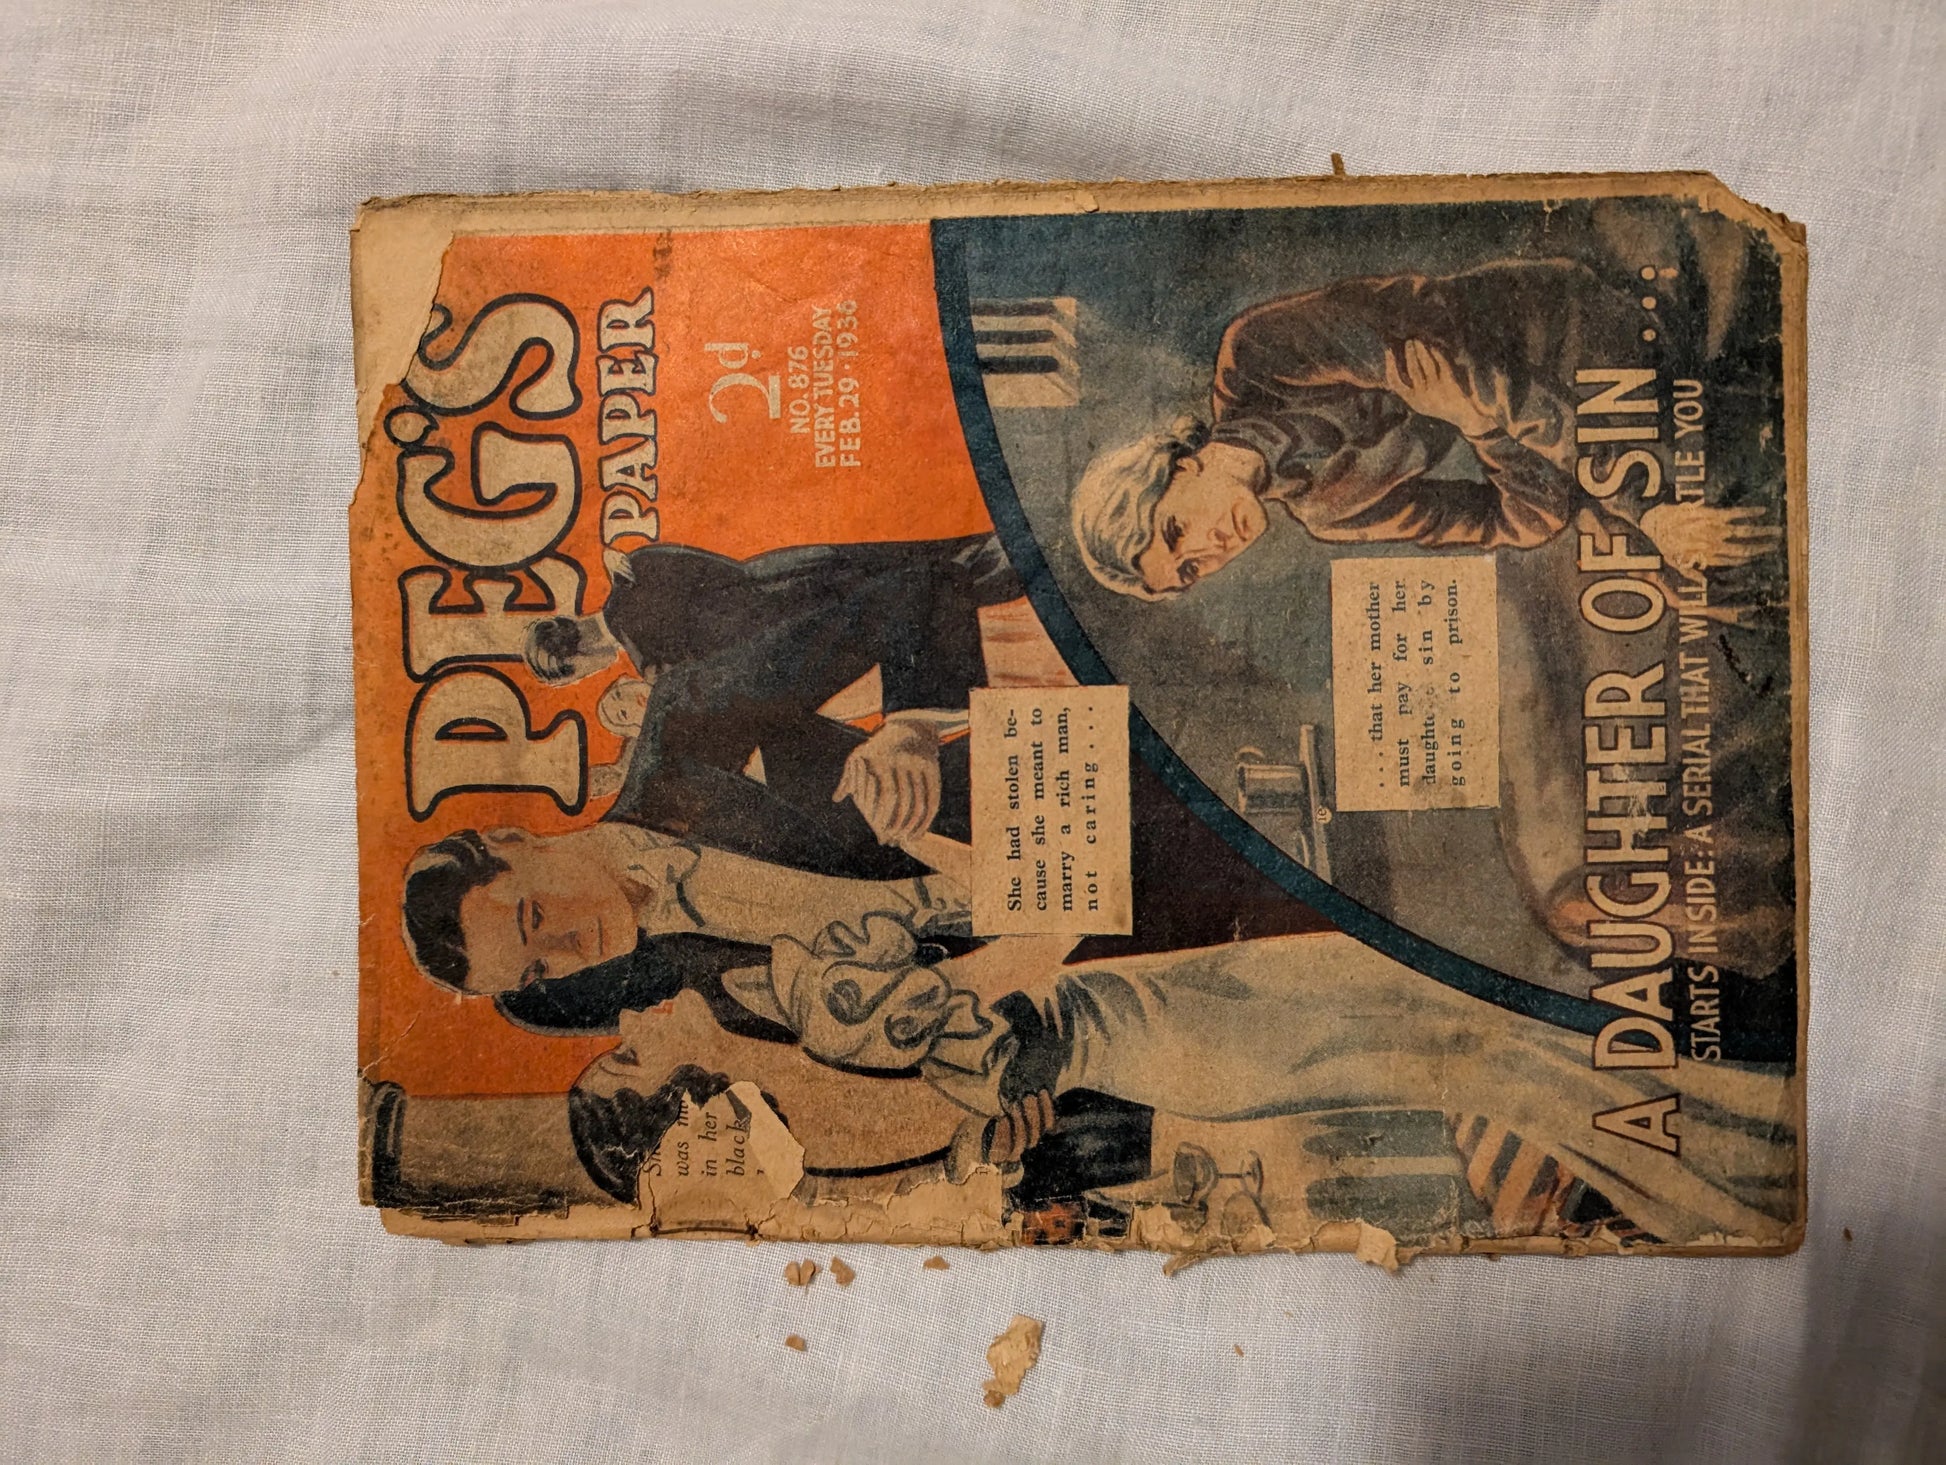 PEG'S
PAPER
2d
NO. 876
EVERY TUESDAY
FEB. 29 · 1936
was
in her
black
She had stolen be-
cause she meant to
marry a rich man,
not caring...
... that her mother
must pay for her
sin by
going to prison.
A DAUGHTER OF SIN...
STARTS INSIDE: A SERIAL THAT WILL YOU